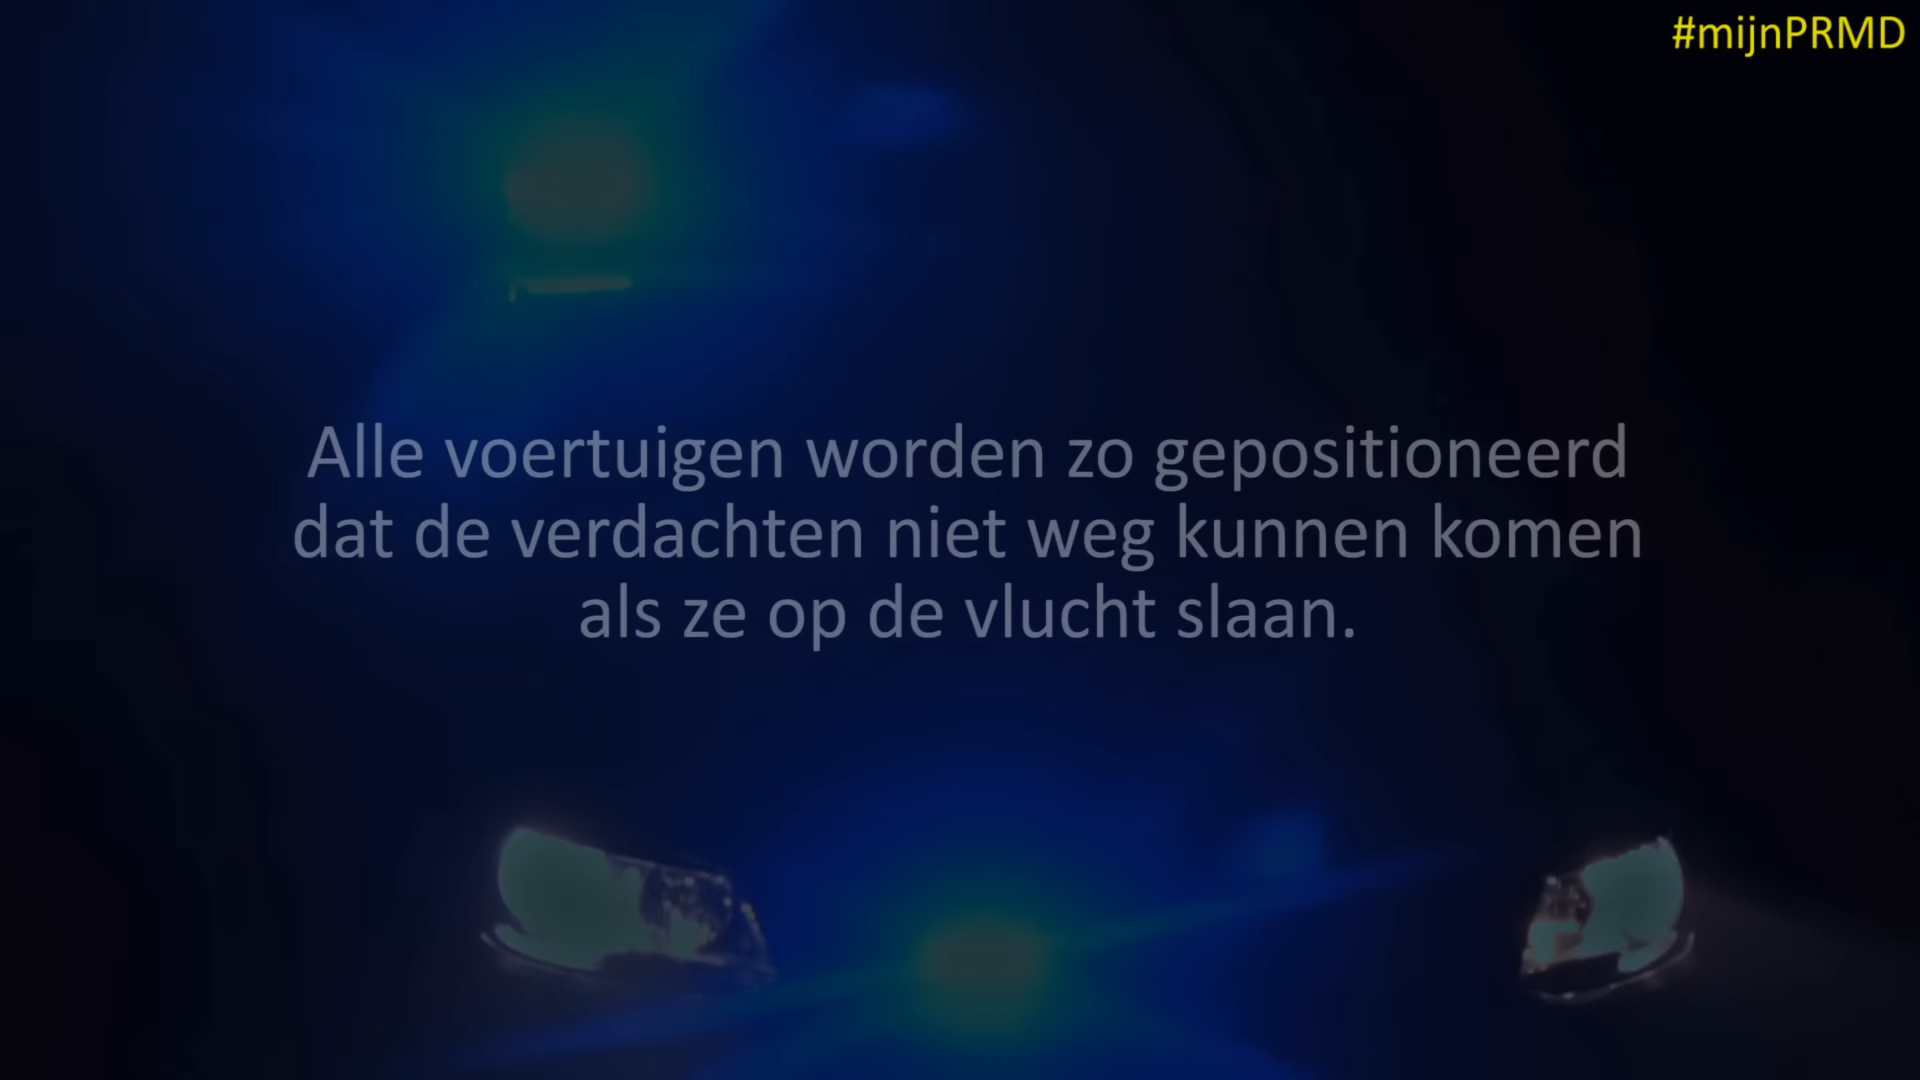 #mijnPRMD
Alle voertuigen worden zo gepositioneerd
dat de verdachten niet weg kunnen komen
als ze op de vlucht slaan.